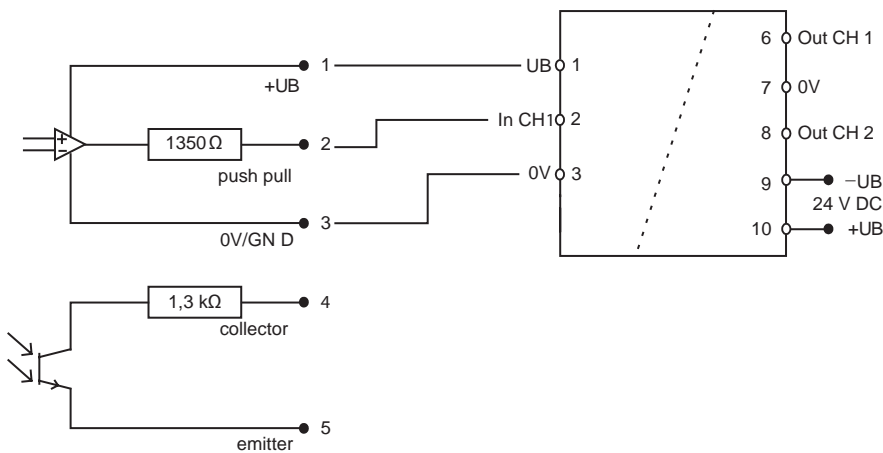 1
+UB
1350 Ω
2
push pull
3
0V/GN D
1,3 kΩ
4
collector
5
emitter
+
−
UB 1
In CH1 2
0V 3
6 Out CH 1
7 0V
8 Out CH 2
9 −UB
24 V DC
10 +UB